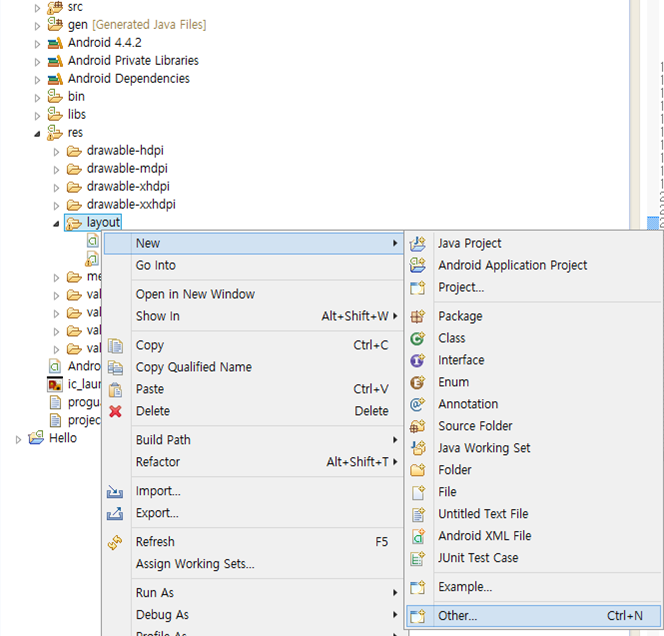 src
gen [Generated Java Files]
Android 4.4.2
Android Private Libraries
Android Dependencies
bin
libs
res
drawable-hdpi
drawable-mdpi
drawable-xhdpi
drawable-xxhdpi
layout
me
val
val
val
val
Andro
ic_laun
progua
projec
Hello
New
Go Into
Open in New Window
Show In Alt+Shift+W
Copy Ctrl+C
Copy Qualified Name
Paste Ctrl+V
Delete Delete
Build Path
Refactor Alt+Shift+T
Import...
Export...
Refresh F5
Assign Working Sets...
Run As
Debug As
Profile As
Java Project
Android Application Project
Project...
Package
Class
Interface
Enum
Annotation
Source Folder
Java Working Set
Folder
File
Untitled Text File
Android XML File
JUnit Test Case
Example...
Other... Ctrl+N